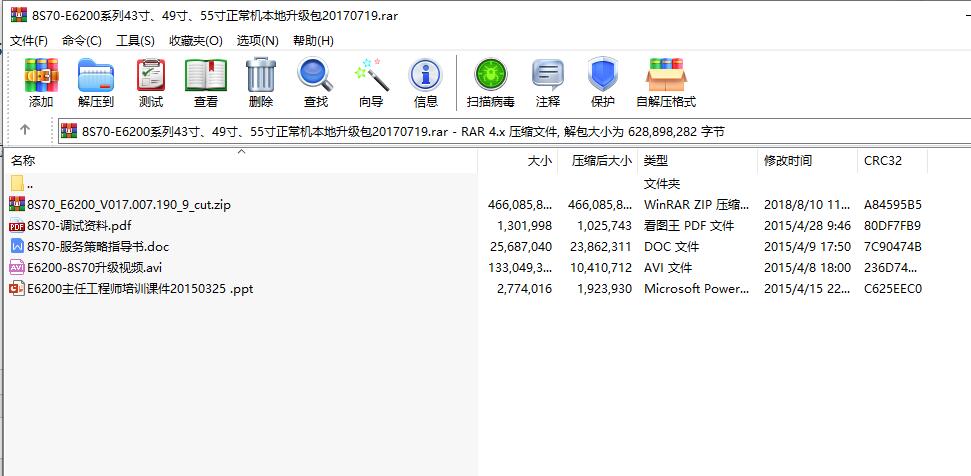 8S70-E6200系列43寸、49寸、55寸正常机本地升级包20170719.rar
文件(F) 命令(C) 工具(S) 收藏夹(O) 选项(N) 帮助(H)
添加 解压到 测试 查看 删除 查找 向导 信息 扫描病毒 注释 保护 自解压格式
8S70-E6200系列43寸、49寸、55寸正常机本地升级包20170719.rar - RAR 4.x 压缩文件, 解包大小为 628,898,282 字节
名称 大小 压缩后大小 类型 修改时间 CRC32
.. 文件夹
8S70_E6200_V017.007.190_9_cut.zip 466,085,8... 466,085,8... WinRAR ZIP 压缩... 2018/8/10 11... A84595B5
PDF 8S70-调试资料.pdf 1,301,998 1,025,743 看图王 PDF 文件 2015/4/28 9:46 80DF7FB9
W 8S70-服务策略指导书.doc 25,687,040 23,862,311 DOC 文件 2015/4/9 17:50 7C90474B
AVI E6200-8S70升级视频.avi 133,049,3... 10,410,712 AVI 文件 2015/4/8 18:00 236D74...
E6200主任工程师培训课件20150325 .ppt 2,774,016 1,923,930 Microsoft Power... 2015/4/15 22... C625EEC0